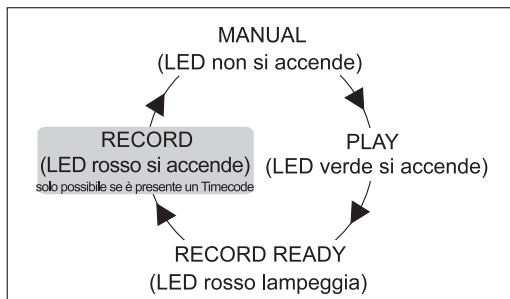 MANUAL
(LED non si accende)
RECORD
(LED rosso si accende)
solo possibile se è presente un Timecode
PLAY
(LED verde si accende)
RECORD READY
(LED rosso lampeggia)